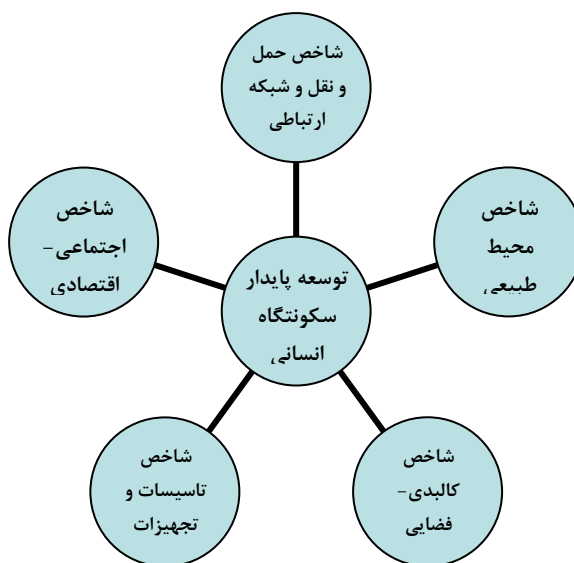 شاخص حمل
و نقل و شبکه
ارتباطی
شاخص
محیط
طبیعی
شاخص
اجتماعی-
اقتصادی
توسعه پایدار
سکونتگاه
انسانی
شاخص
کالبدی-
فضایی
شاخص
تاسیسات و
تجهیزات